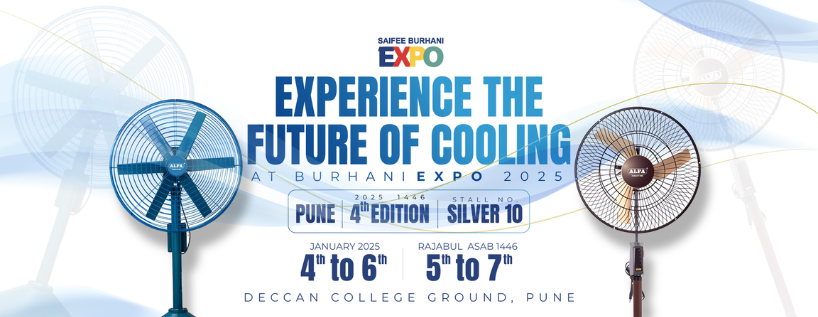 SAIFEE BURHANI
EXPO
EXPERIENCE THE
FUTURE OF COOLING
AT BURHANI EXPO 2025
2025 1446
STALL NO.
PUNE 4th EDITION SILVER 10
JANUARY 2025
4th to 6th
RAJABUL ASAB 1446
5th to 7th
DECCAN COLLEGE GROUND, PUNE
ALFA
ALFA